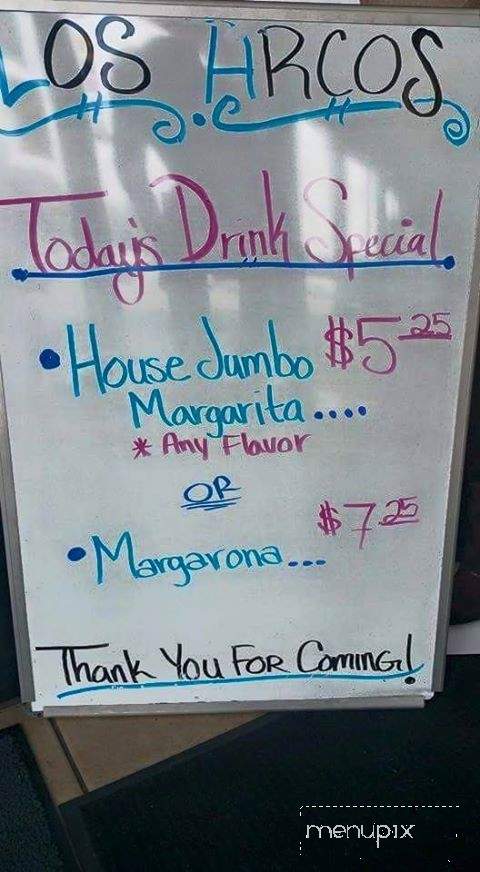 LOS ARCOS
Today's Drink Special
• House Jumbo $5.25
Margarita....
* Any Flavor
OR
$7.25
• Margarona...
Thank You For Coming!
menupix